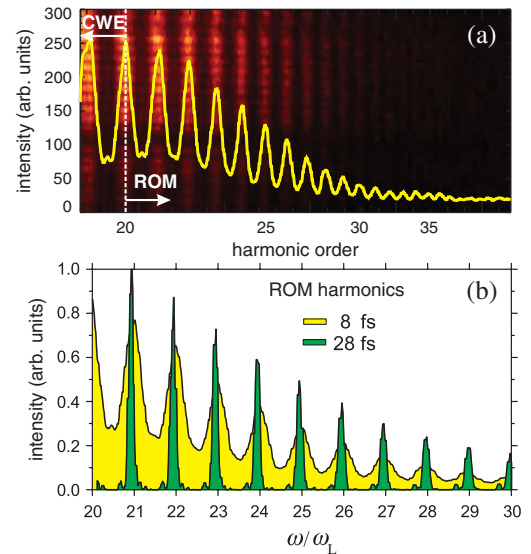 300
CWE
(a)
250
200
150
100
50
0
ROM
intensity (arb. units)
20
25
30
35
harmonic order
(b)
1.0
0.8
0.6
0.4
0.2
0.0
ROM harmonics
8 fs
28 fs
intensity (arb. units)
20 21 22 23 24 25 26 27 28 29 30
ω/ω_L